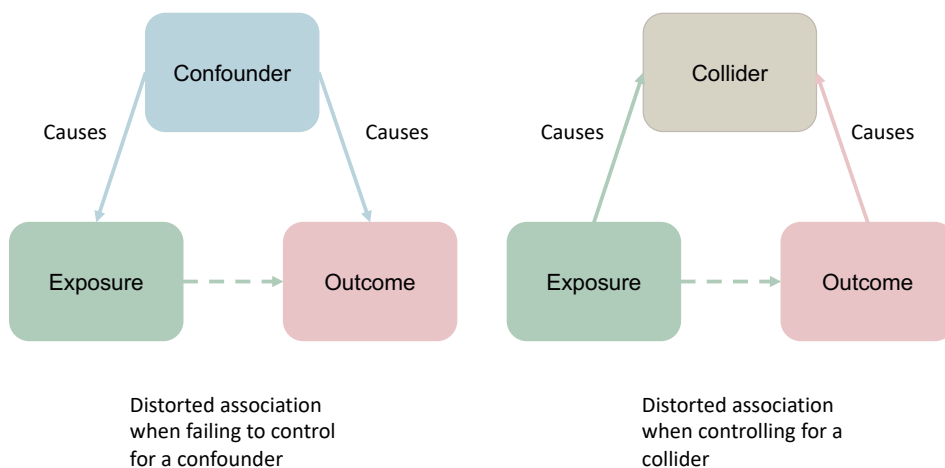 Confounder
Causes
Causes
Exposure
Outcome
Distorted association
when failing to control
for a confounder
Collider
Causes
Causes
Exposure
Outcome
Distorted association
when controlling for a
collider